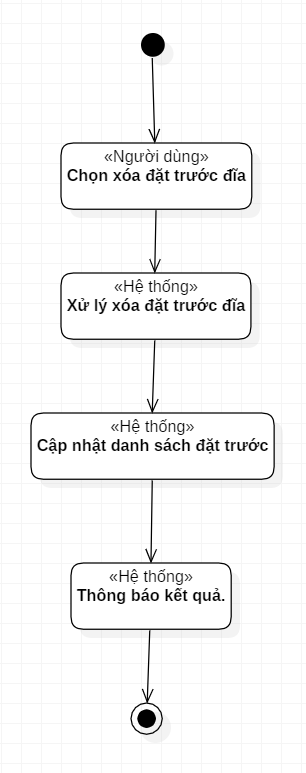 «Người dùng»
Chọn xóa đặt trước đĩa
«Hệ thống»
Xử lý xóa đặt trước đĩa
«Hệ thống»
Cập nhật danh sách đặt trước
«Hệ thống»
Thông báo kết quả.